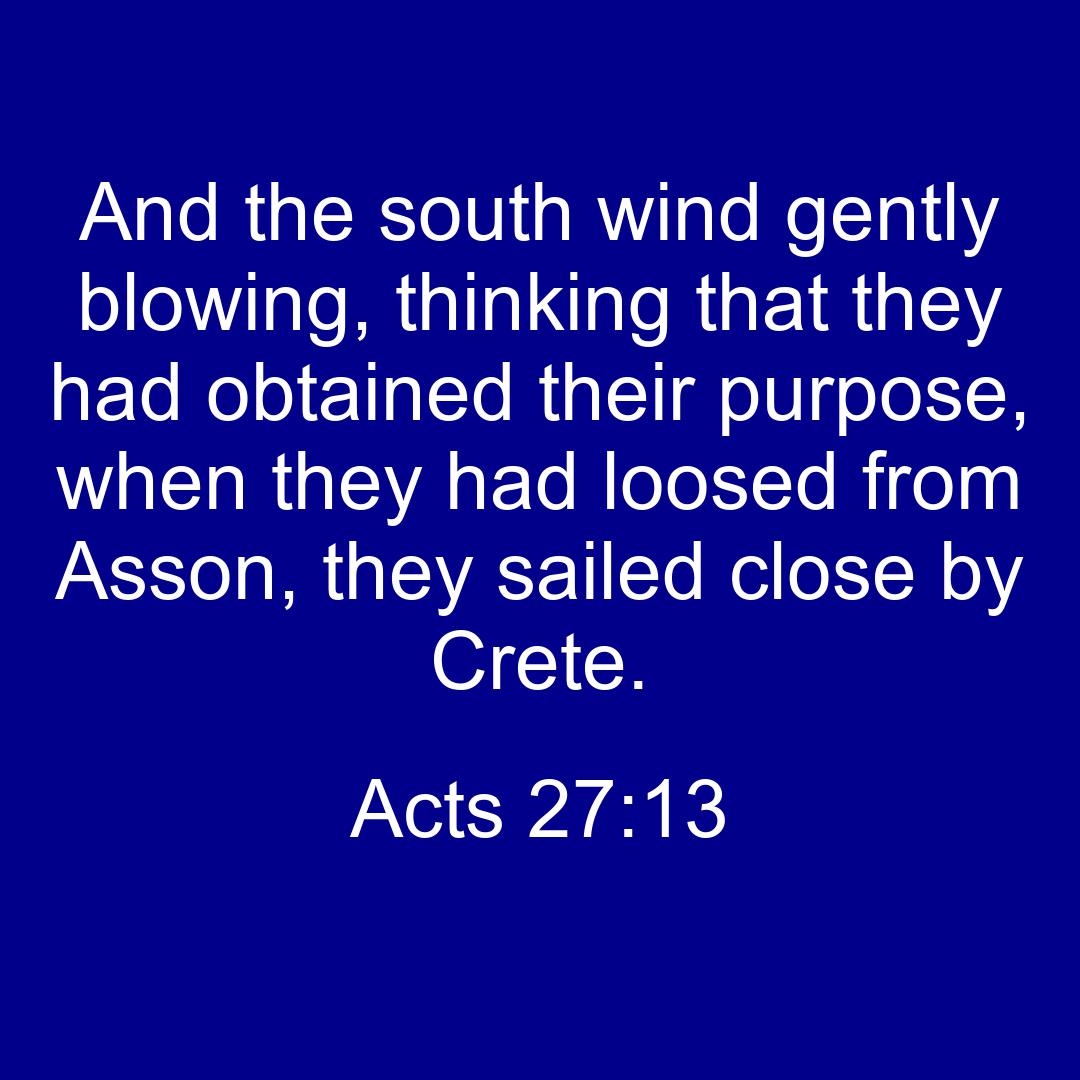 And the south wind gently
blowing, thinking that they
had obtained their purpose,
when they had loosed from
Asson, they sailed close by
Crete.
Acts 27:13